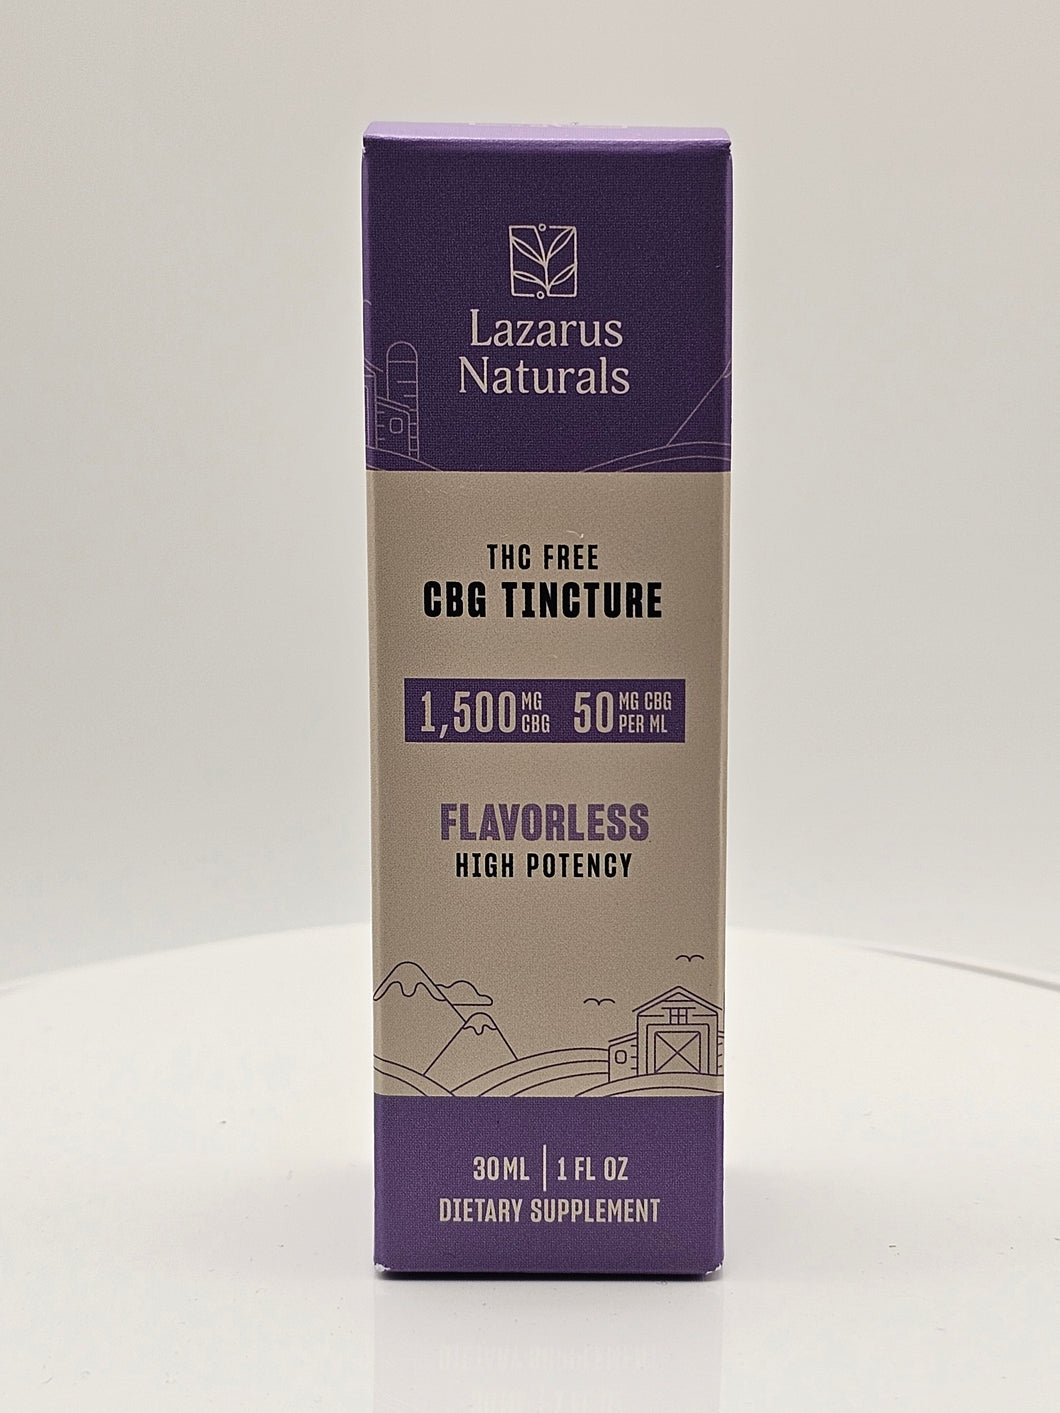 Lazarus
Naturals
THC FREE
CBG TINCTURE
1,500 MG CBG 50 MG CBG PER ML
FLAVORLESS
HIGH POTENCY
30ML | 1 FL OZ
DIETARY SUPPLEMENT